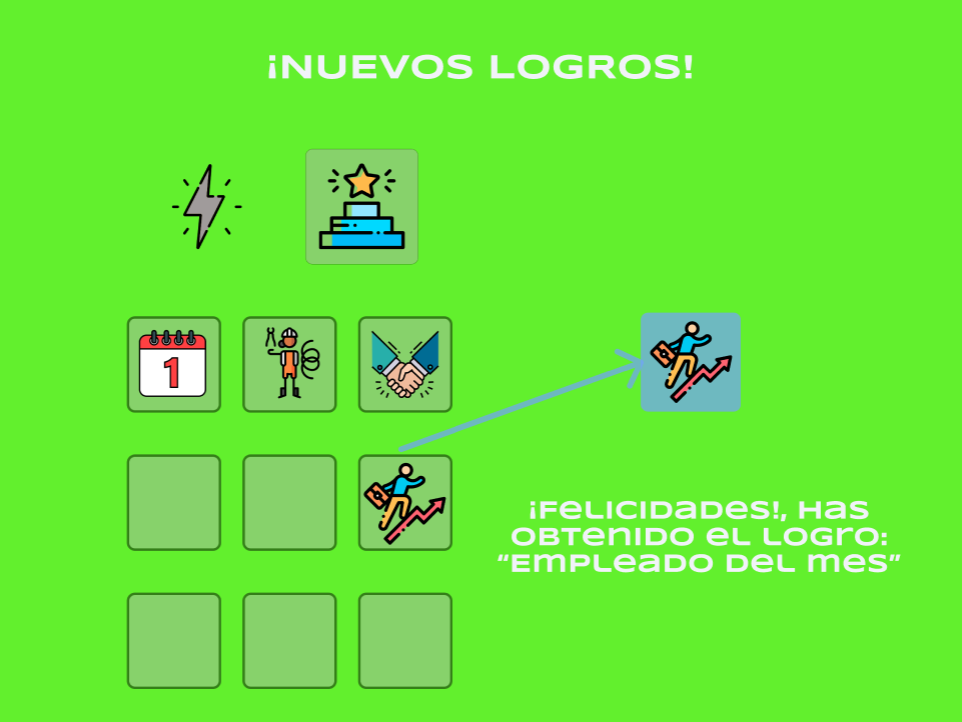 ¡NUEVOS LOGROS!
1
¡Felicidades!, Has
obtenido el logro:
“Empleado del mes”